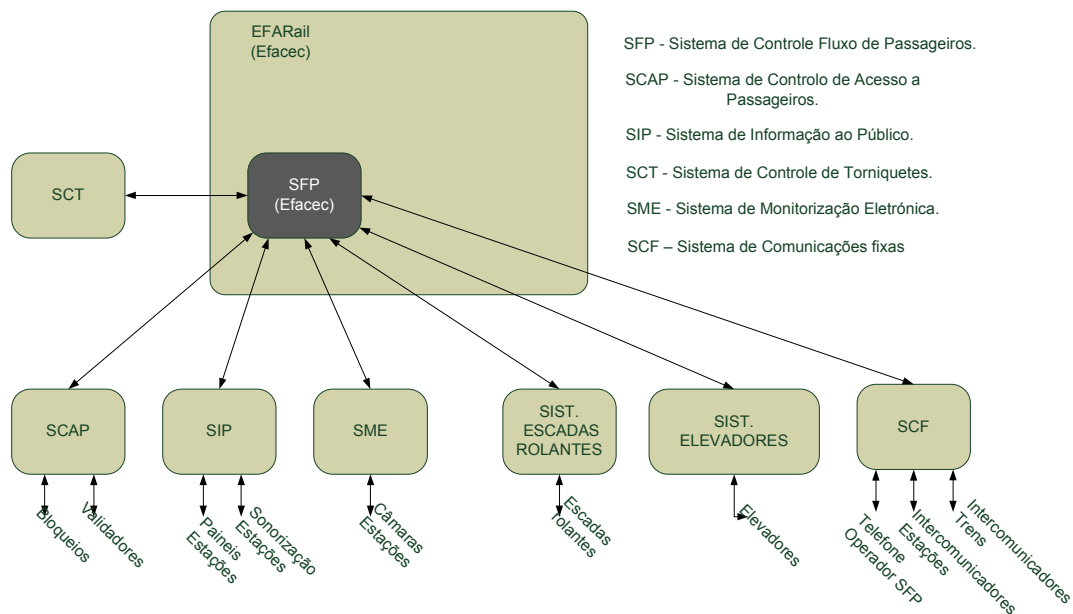 EFARail
(Efacec)
SFP - Sistema de Controle Fluxo de Passageiros.
SCAP - Sistema de Controlo de Acesso a
Passageiros.
SIP - Sistema de Informação ao Público.
SCT - Sistema de Controle de Torniquetes.
SME - Sistema de Monitorização Eletrónica.
SCF – Sistema de Comunicações fixas
SCT
SFP
(Efacec)
SCAP
SIP
SME
SIST.
ESCADAS
ROLANTES
SIST.
ELEVADORES
SCF
Bloqueios
Validadores
Paineis
Estações
Sonorização
Estações
Câmaras
Estações
Escadas
Tolantes
Elevadores
Telefone
Operador SFP
Intercomunicadores
Estações
Intercomunicadores
Trens